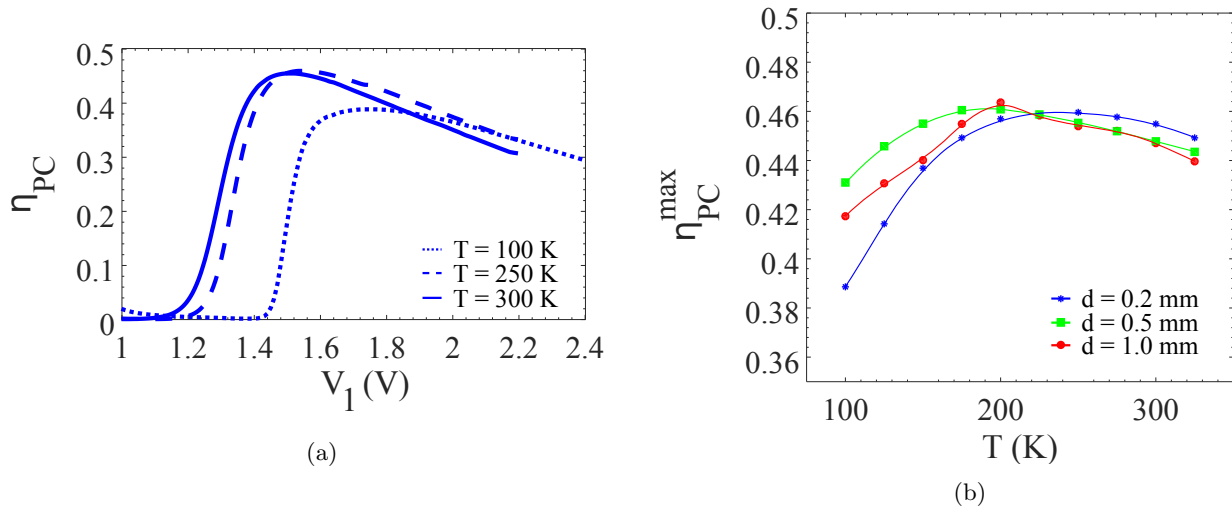 0.5
0.4
0.3
0.2
0.1
0
η_PC
1 1.2 1.4 1.6 1.8 2 2.2 2.4
V_1 (V)
T = 100 K
T = 250 K
T = 300 K
(a)
0.5
0.48
0.46
0.44
0.42
0.4
0.38
0.36
η_PC^max
100 200 300
T (K)
d = 0.2 mm
d = 0.5 mm
d = 1.0 mm
(b)